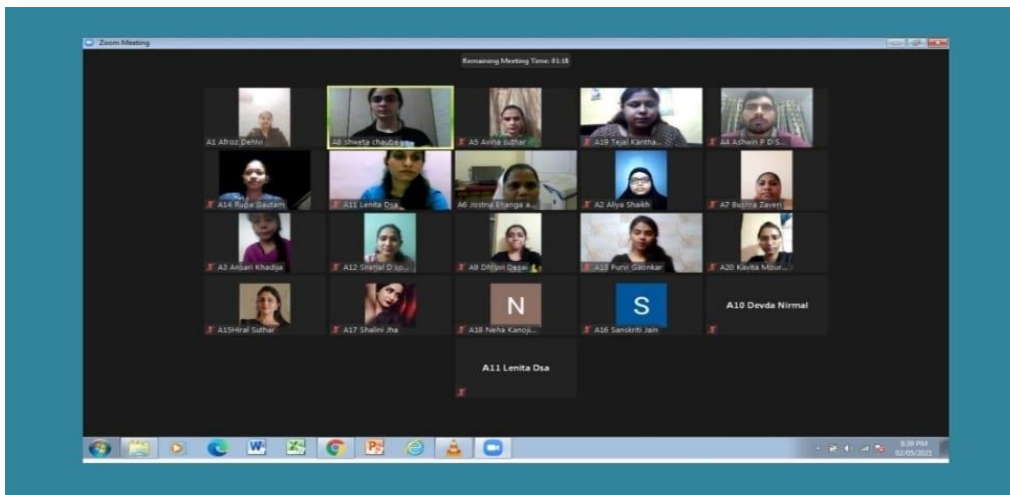 Zoom Meeting
Remaining Meeting Time: 01:18
A1 Afroz Dehlvi
A8 shweta chaubey
A5 Avina suthar
A19 Tejal Kantha...
A4 Ashwin P D S...
A14 Rupa Gautam
A11 Lenita Dsa
A6 Jostna Bhanga a...
A2 Aliya Shaikh
A7 Bushra Zaveri
A3 Ansari Khadija
A12 Snehal D sp...
A9 Dhruvi Desai
A13 Purvi Gaonkar
A20 Kavita Mour...
A15Hiral Suthar
A17 Shalini Jha
N
A18 Neha Kanoji...
S
A16 Sanskriti Jain
A10 Devda Nirmal
A11 Lenita Dsa
8:39 PM
02/05/2021